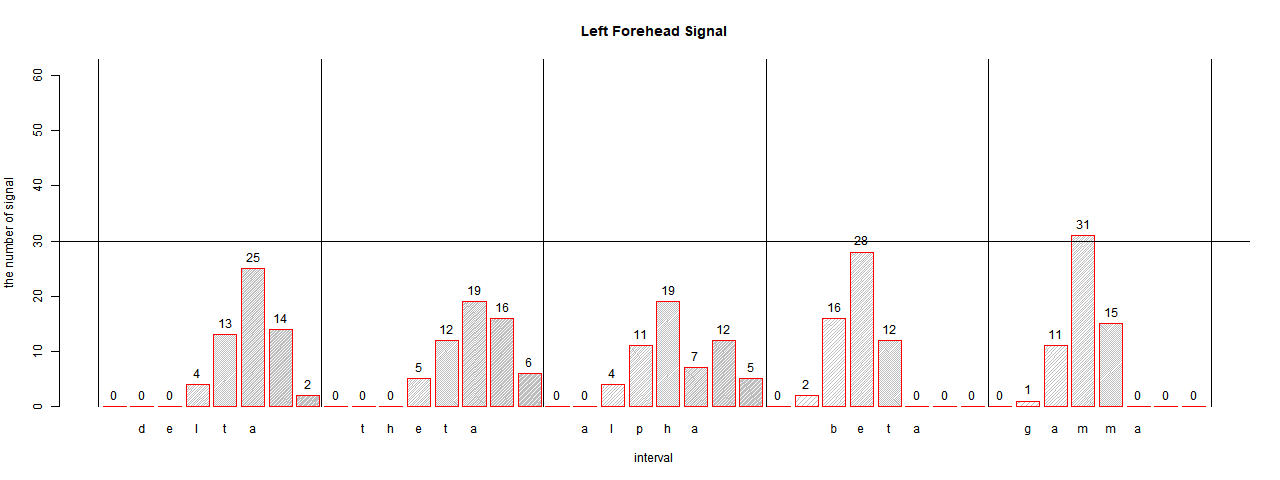 Left Forehead Signal
the number of signal
60
50
40
30
20
10
0
0 0 0 4 13 25 14 2 0 0 0 5 12 19 16 6 0 0 4 11 19 7 12 5 0 2 16 28 12 0 0 0 0 1 11 31 15 0 0 0
d e l t a t h e t a a l p h a b e t a g a m m a
interval